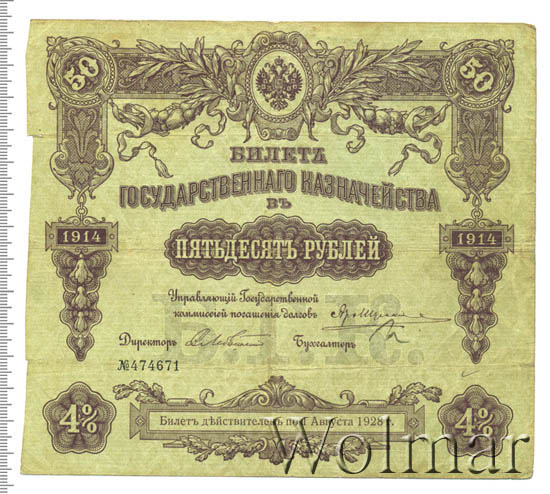 50 50
БИЛЕТЪ
ГОСУДАРСТВЕННАГО КАЗНАЧЕЙСТВА
ВЪ
1914 ПЯТЬДЕСЯТЪ РУБЛЕЙ 1914
Управляющій Государственной
коммиссіей погашенія долговъ
Директоръ Бухгалтеръ
№474671
4% 4%
Билетъ дѣйствителенъ по 1 Августа 1928 г.
Wolmar